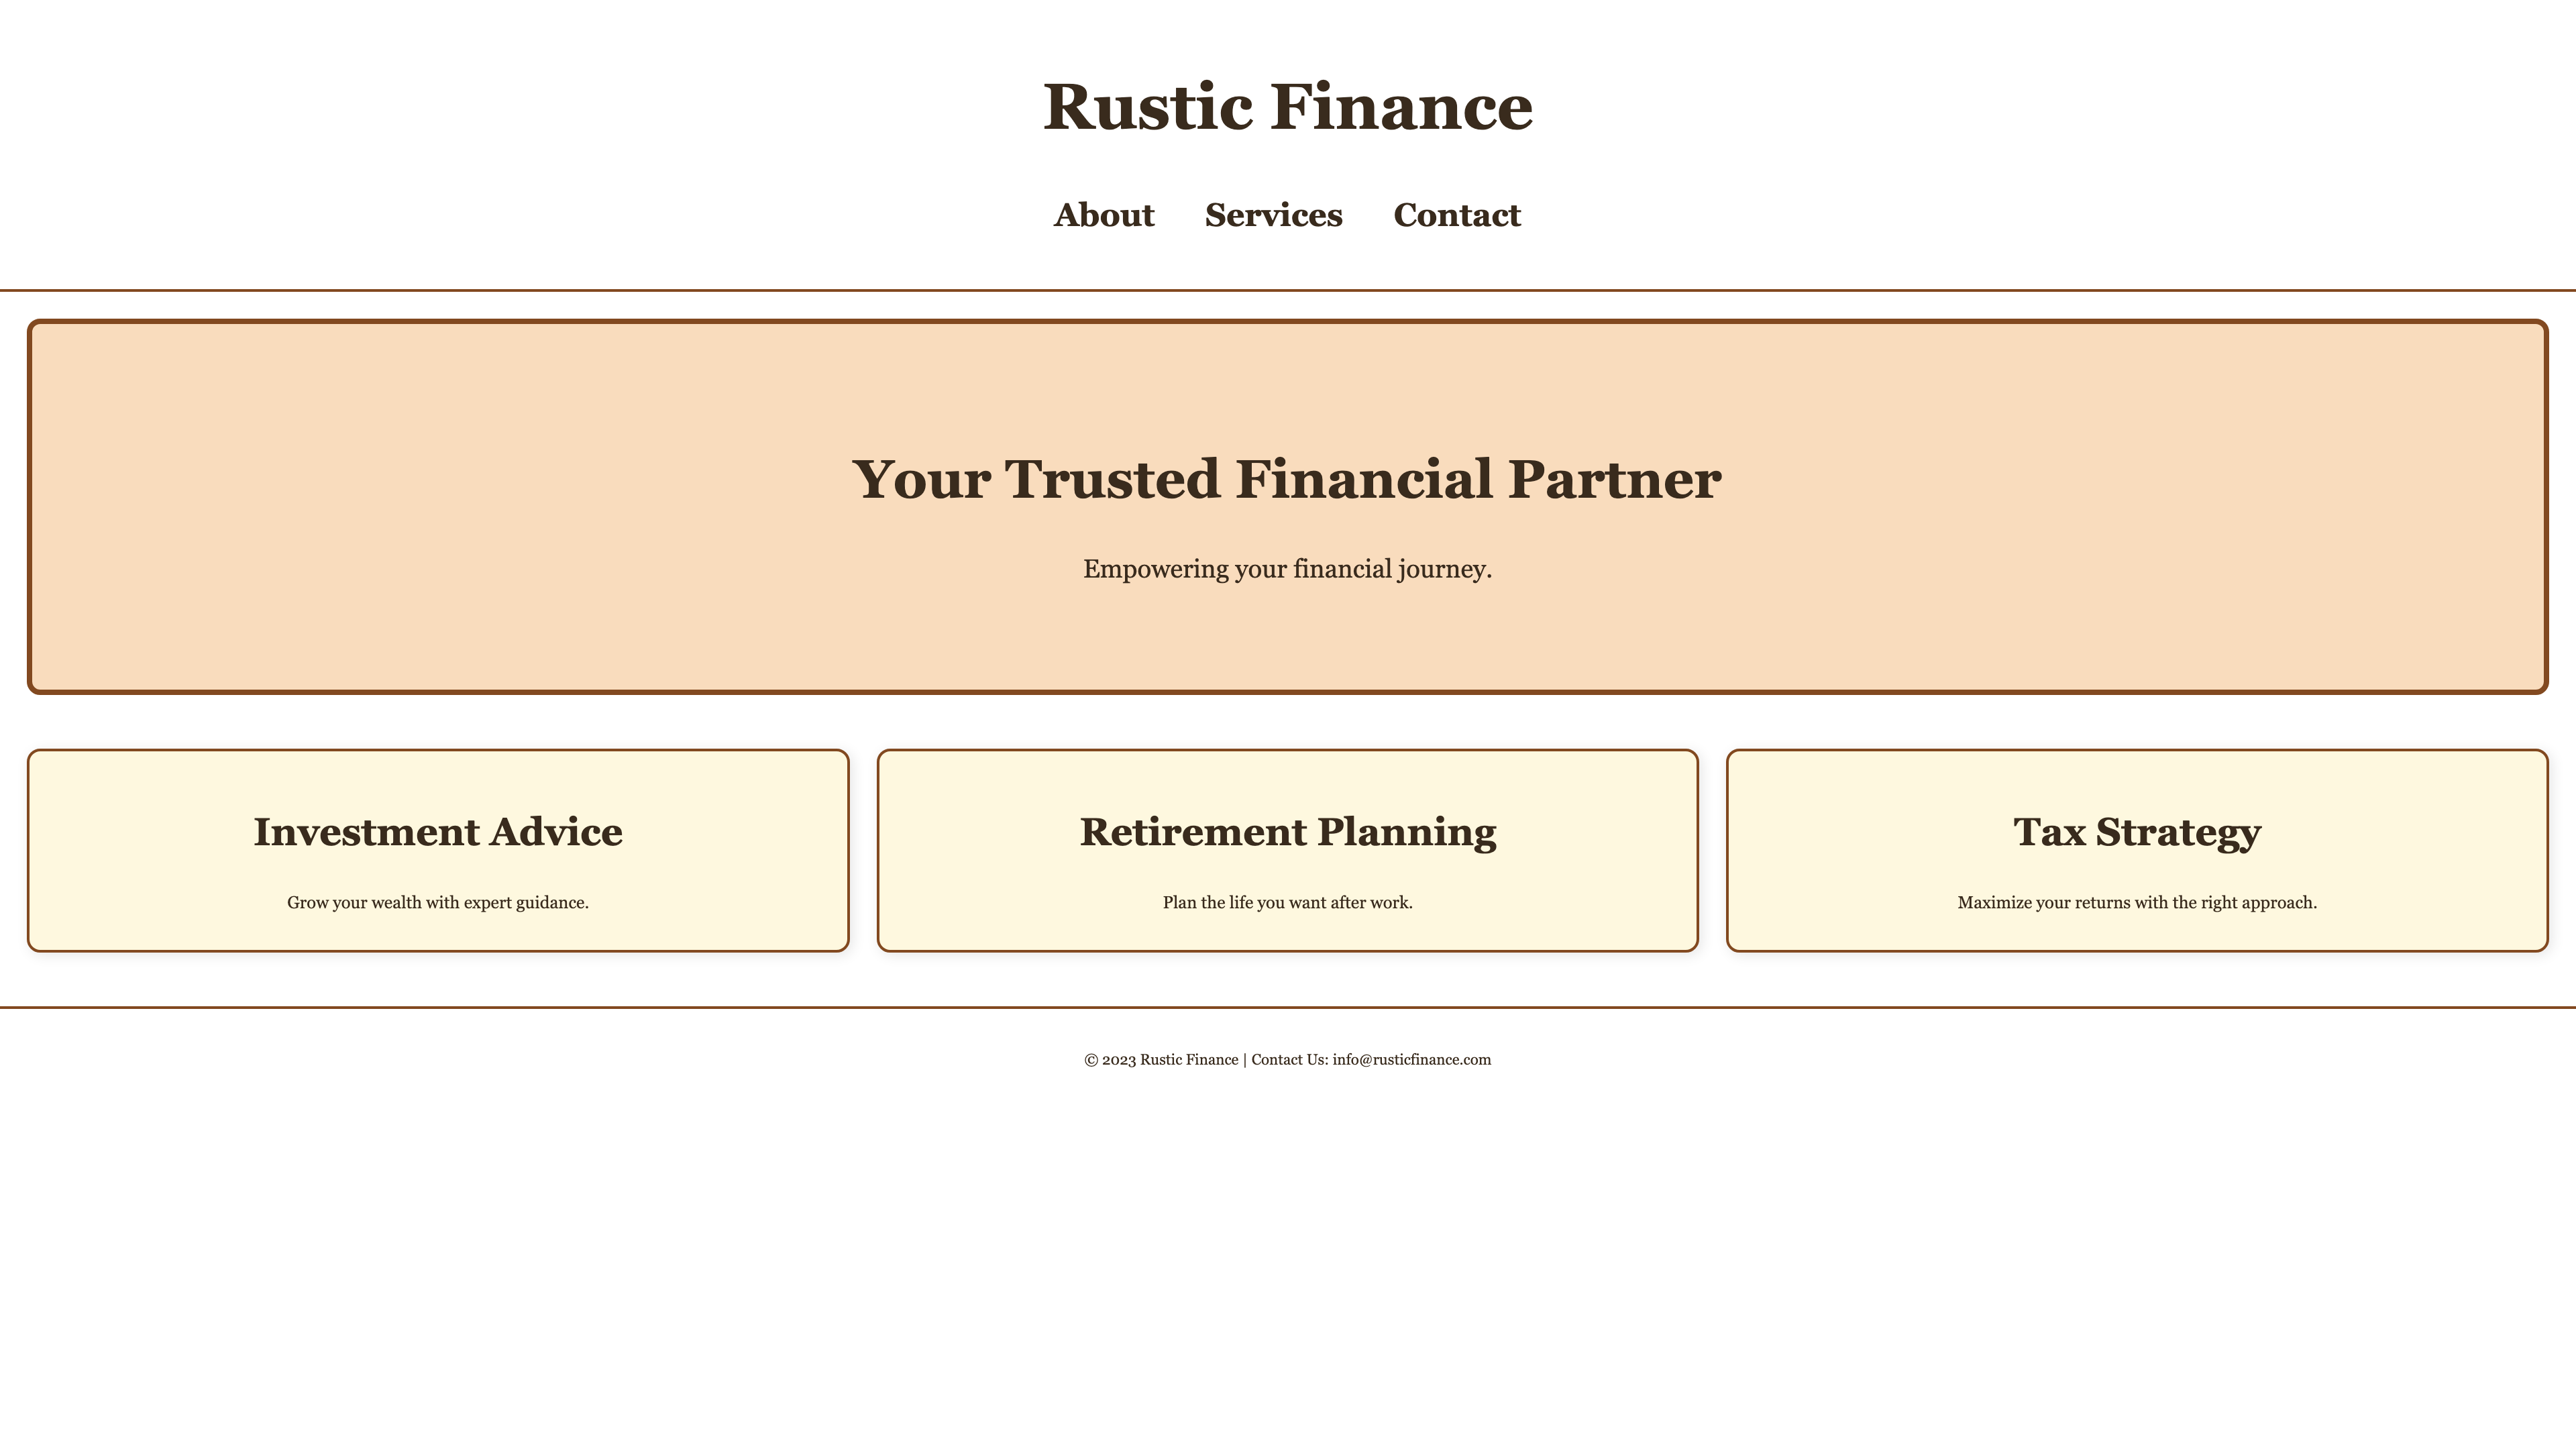 Rustic Finance
About Services Contact
Your Trusted Financial Partner
Empowering your financial journey.
Investment Advice
Grow your wealth with expert guidance.
Retirement Planning
Plan the life you want after work.
Tax Strategy
Maximize your returns with the right approach.
© 2023 Rustic Finance | Contact Us: info@rusticfinance.com